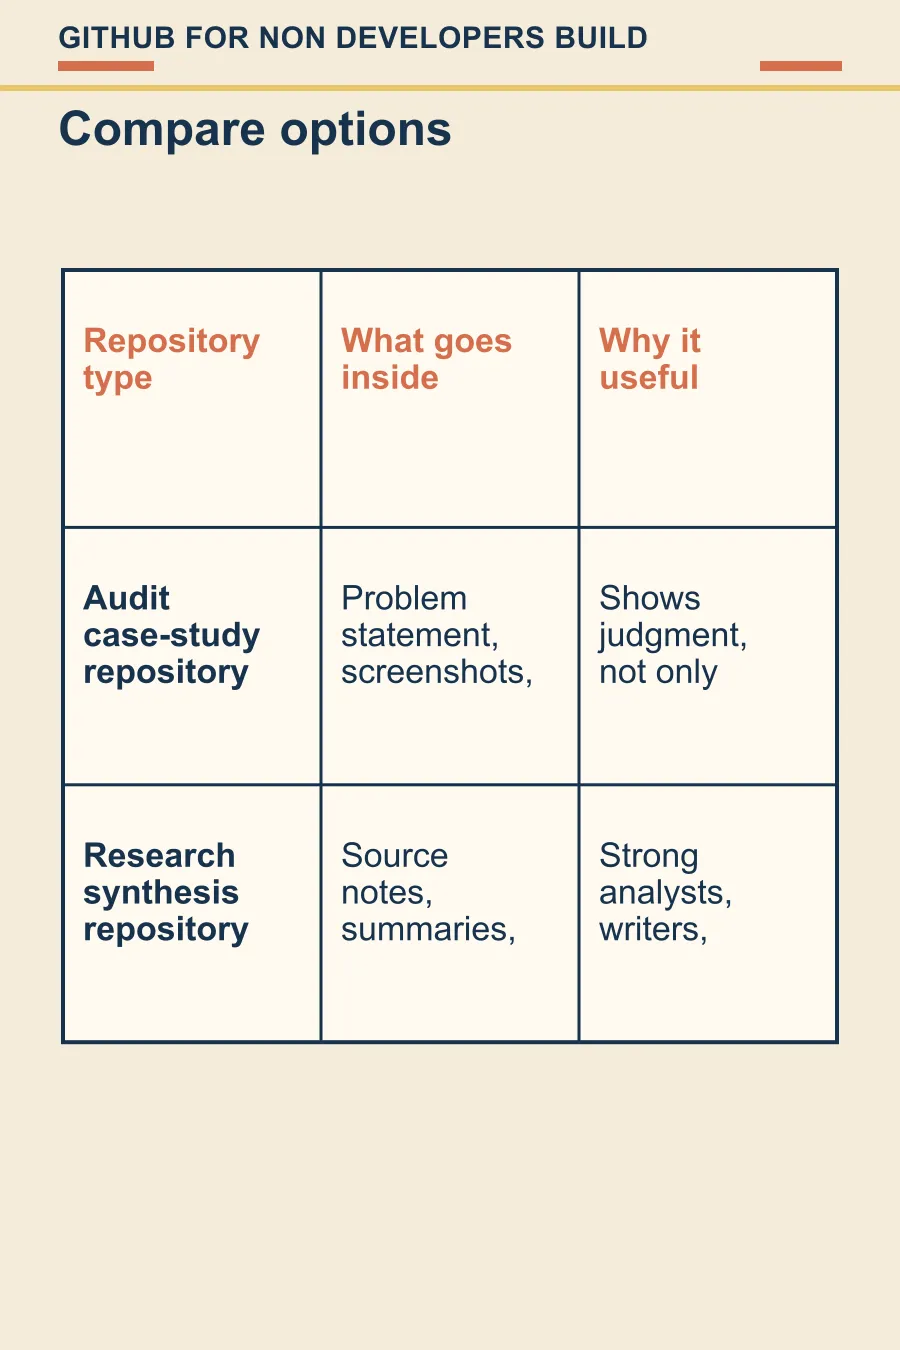 GITHUB FOR NON DEVELOPERS BUILD
Compare options
Repository
type
What goes
inside
Why it
useful
Audit
case-study
repository
Problem
statement,
screenshots,
Shows
judgment,
not only
Research
synthesis
repository
Source
notes,
summaries,
Strong
analysts,
writers,